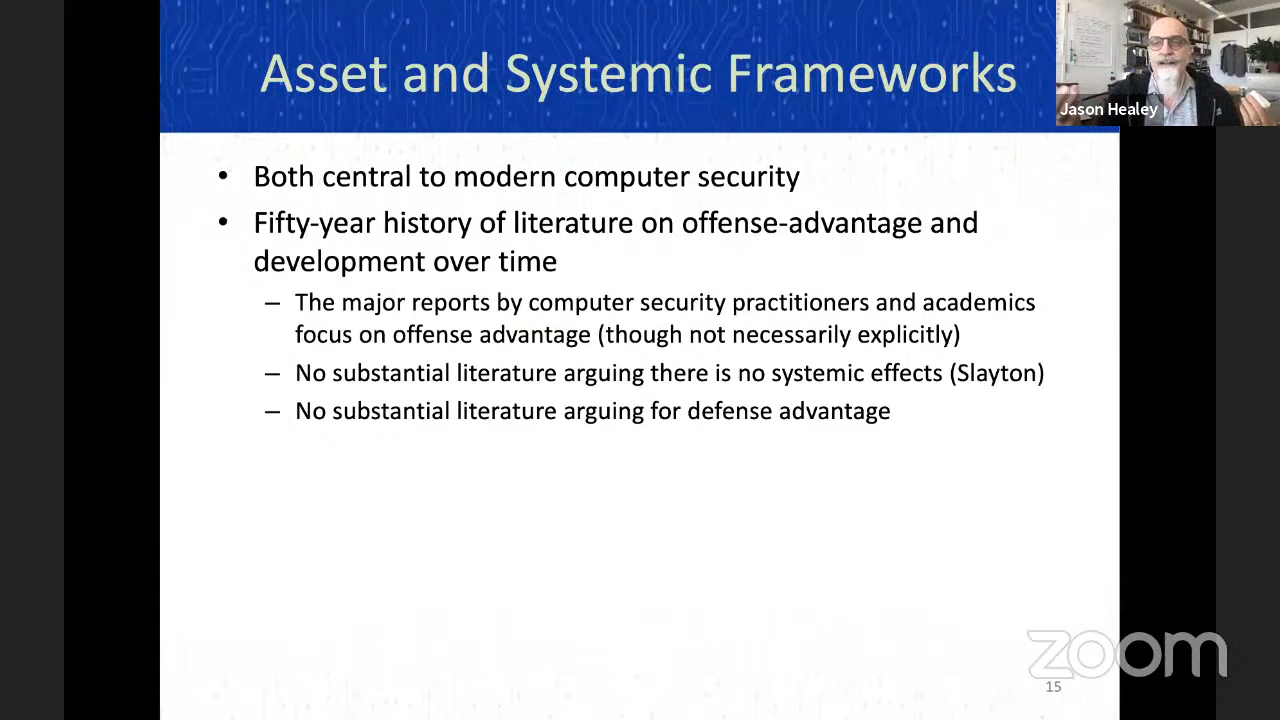 Asset and Systemic Frameworks
Jason Healey
• Both central to modern computer security
• Fifty-year history of literature on offense-advantage and
development over time
– The major reports by computer security practitioners and academics
focus on offense advantage (though not necessarily explicitly)
– No substantial literature arguing there is no systemic effects (Slayton)
– No substantial literature arguing for defense advantage
zoom
15